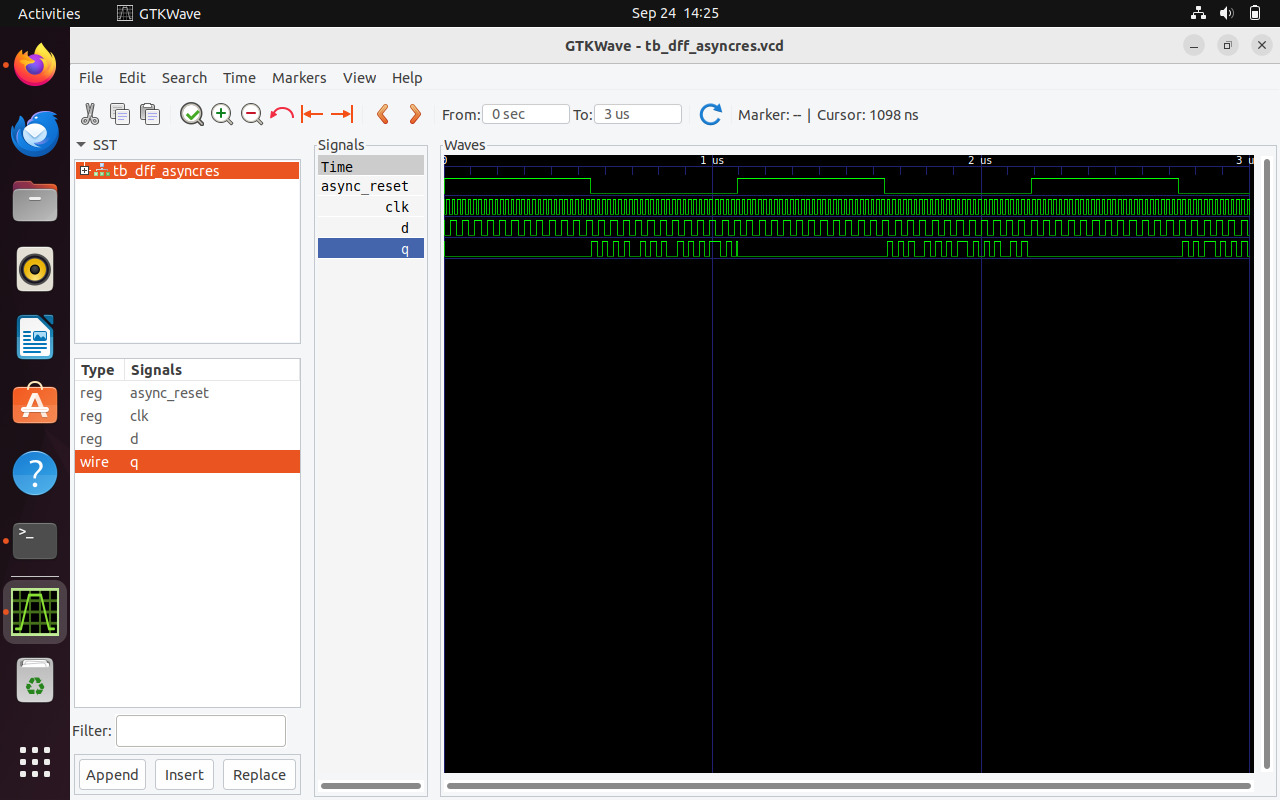 Activities GTKWave Sep 24 14:25
GTKWave - tb_dff_asyncres.vcd
File Edit Search Time Markers View Help
From: 0 sec To: 3 us Marker: -- | Cursor: 1098 ns
SST
tb_dff_asyncres
Type Signals
reg async_reset
reg clk
reg d
wire q
Filter:
Append Insert Replace
Signals
Time
async_reset
clk
d
q
Waves
0 1 us 2 us 3 u
>_
?
A